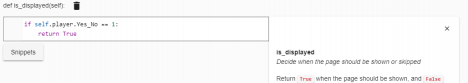 def is_displayed(self):
if self.player.Yes_No == 1:
return True
×
Snippets
is_displayed
Decide when the page should be shown or skipped
Return True when the page should be shown, and False